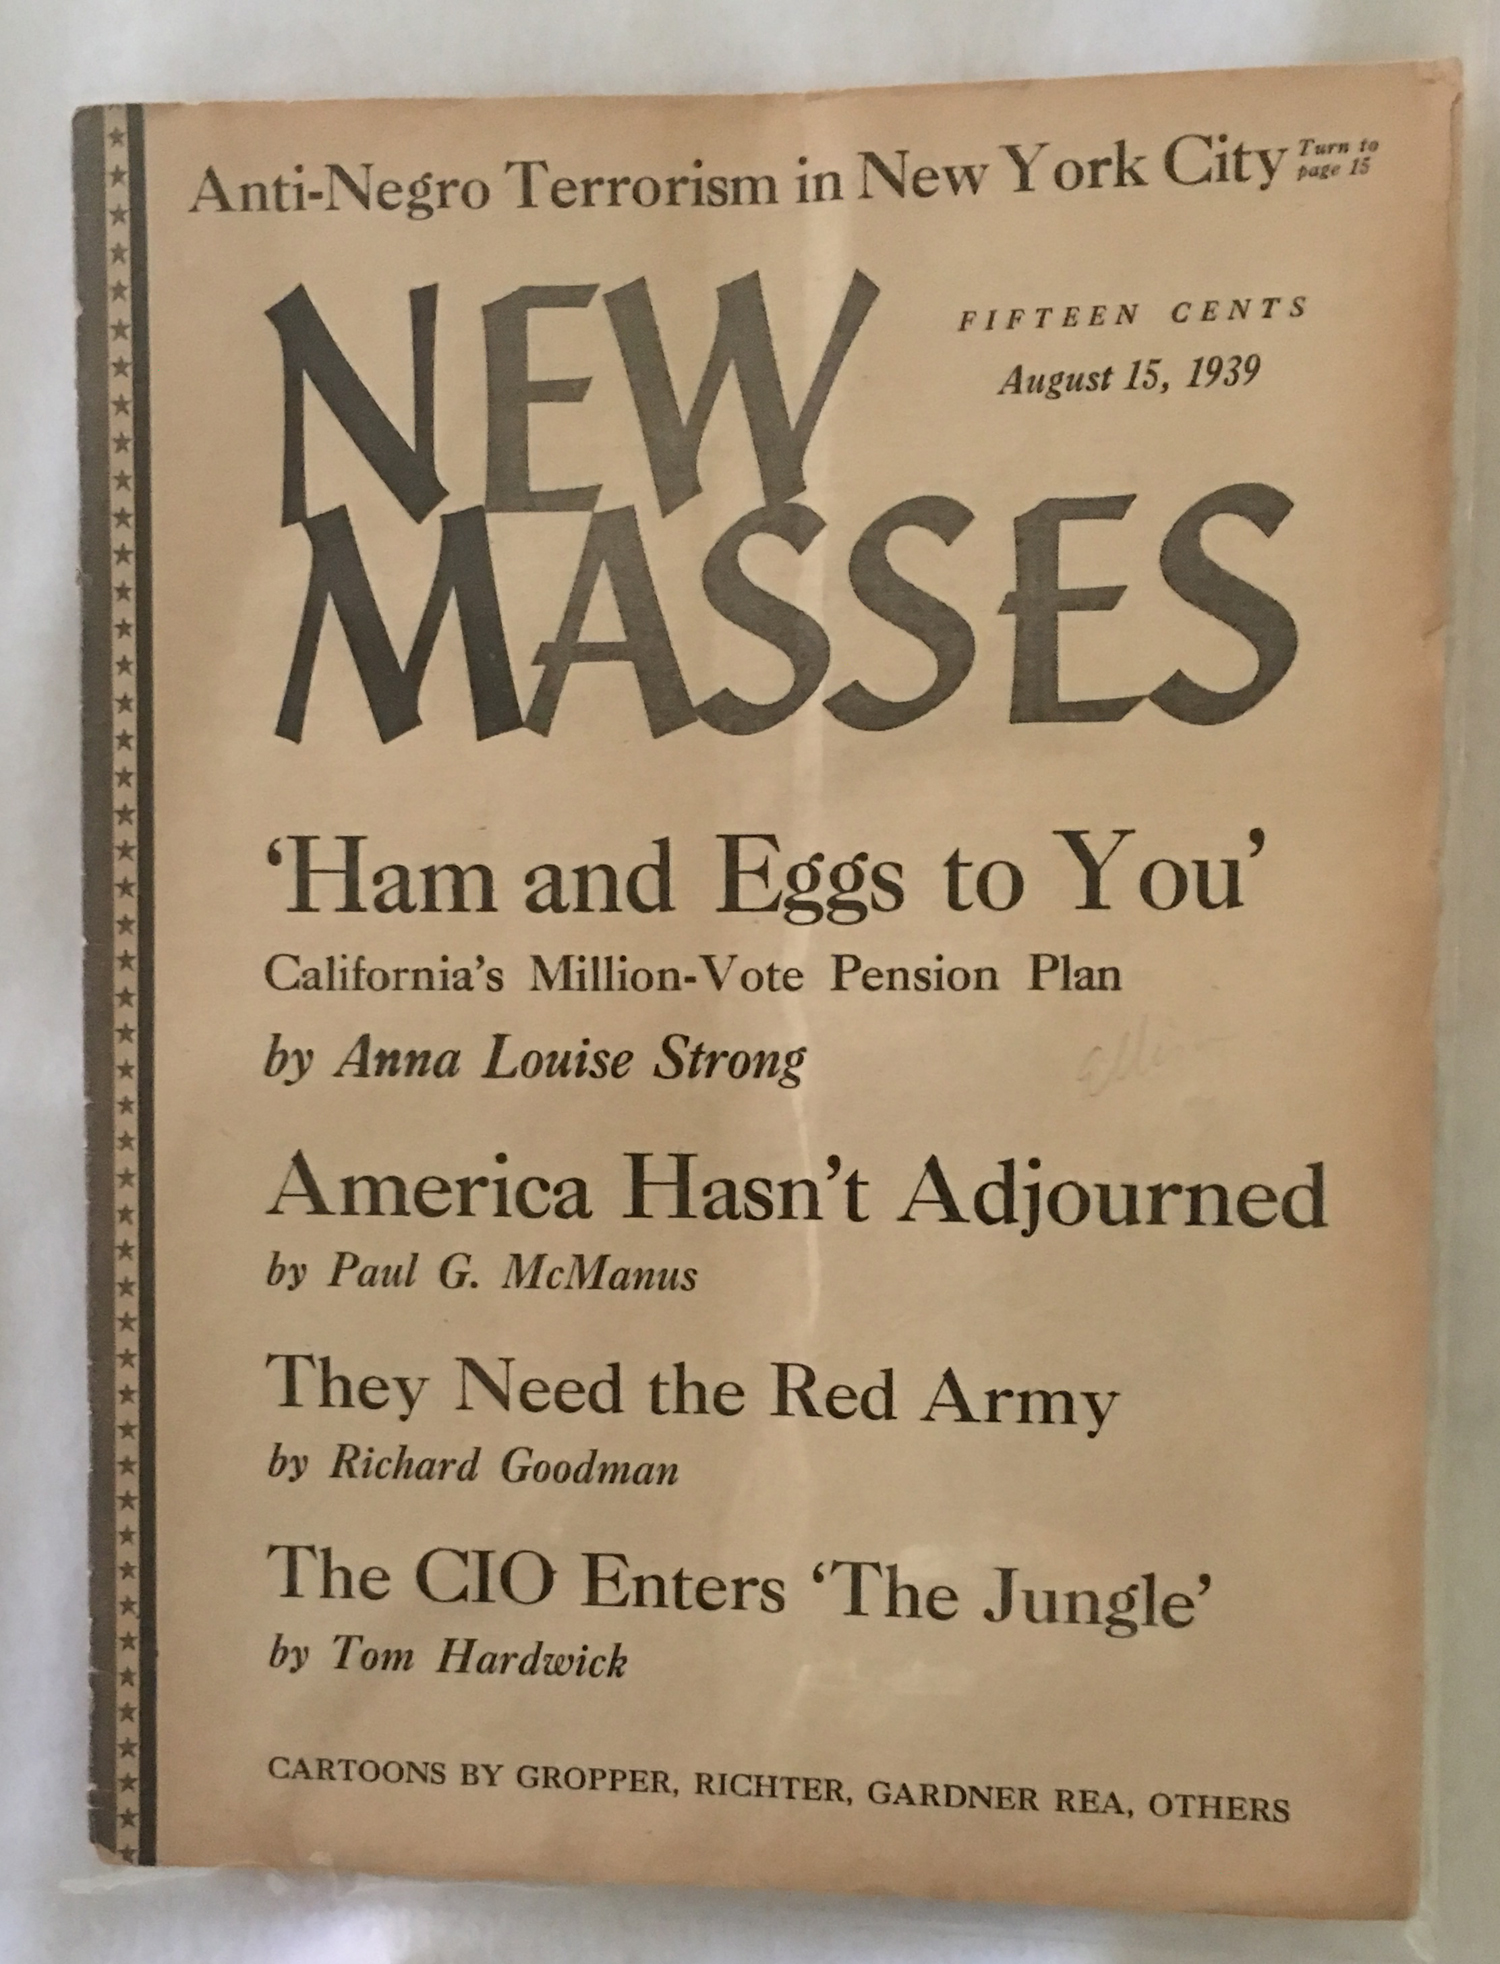 Anti-Negro Terrorism in New York City Turn to
page 15
NEW
FIFTEEN CENTS
August 15, 1939
MASSES
‘Ham and Eggs to You’
California’s Million-Vote Pension Plan
by Anna Louise Strong
America Hasn’t Adjourned
by Paul G. McManus
They Need the Red Army
by Richard Goodman
The CIO Enters ‘The Jungle’
by Tom Hardwick
CARTOONS BY GROPPER, RICHTER, GARDNER REA, OTHERS